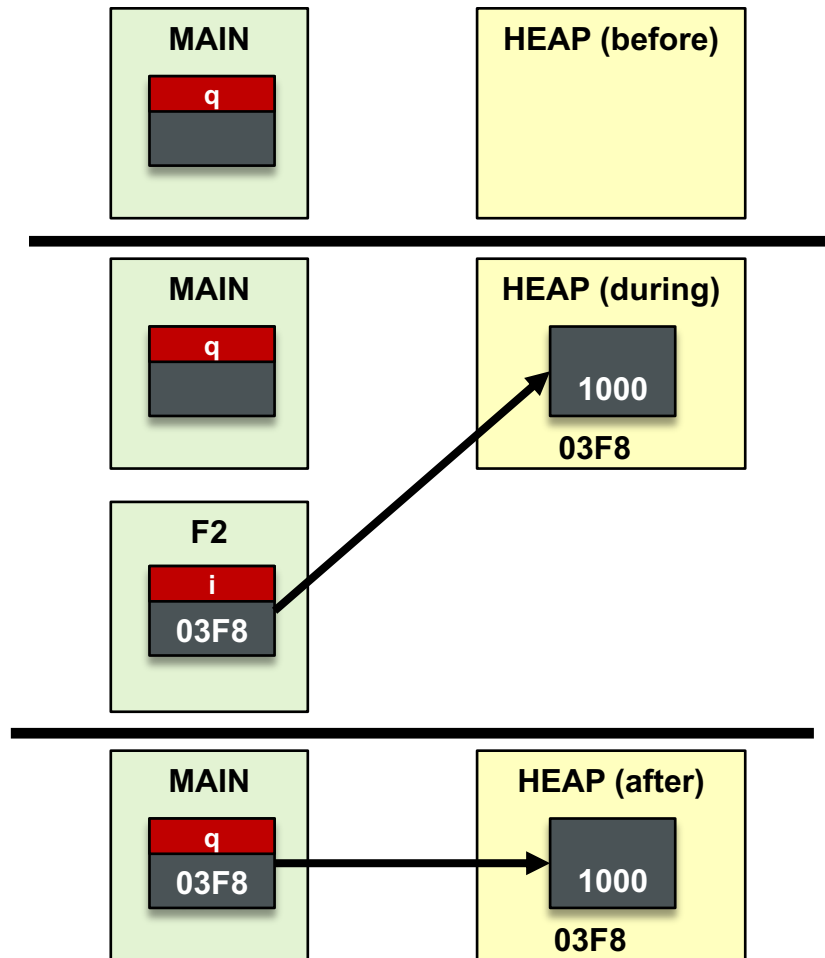 MAIN
HEAP (before)
q
MAIN
HEAP (during)
q
1000
03F8
F2
i
03F8
MAIN
HEAP (after)
q
03F8
1000
03F8